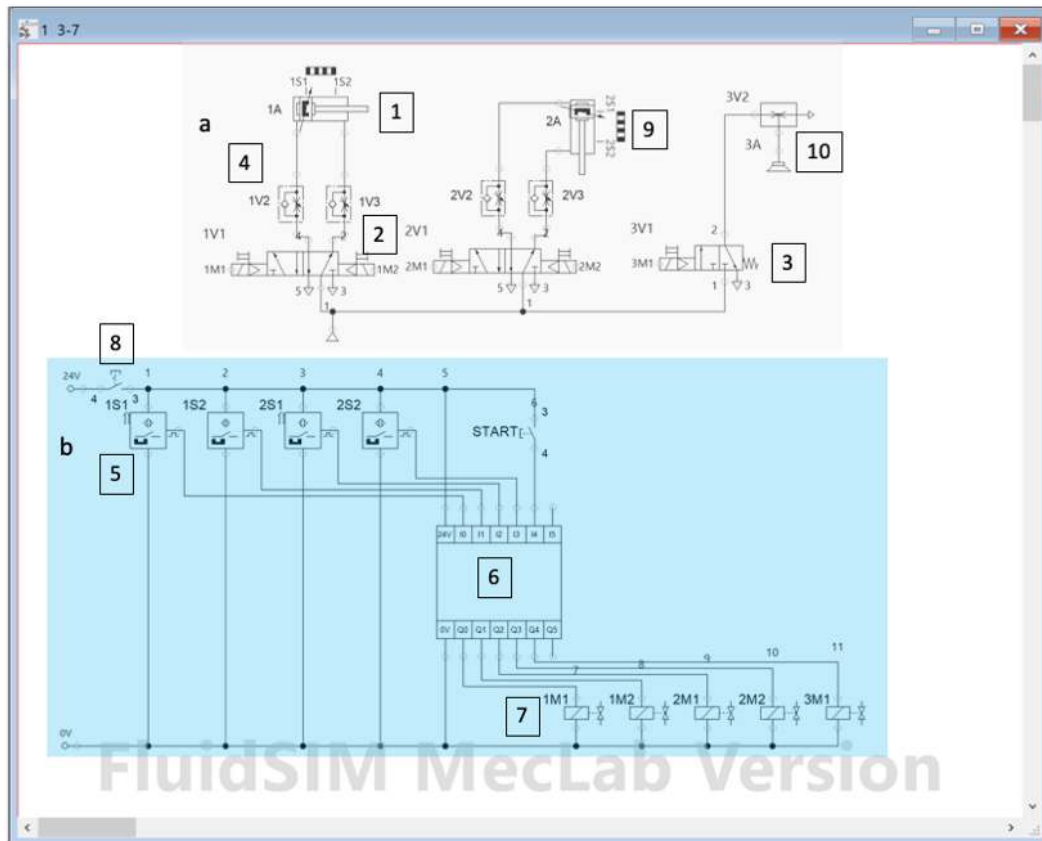 1 3-7
1S1 1S2
1A
1
a
2S1
2A
2S2
9
3V2
3A
10
4
1V2 1V3
2V2 2V3
1V1
4 2
2
2V1
4 2
3V1
2
3
1M1 1M2
2M1 2M2
3M1
5 3
5 3
1 3
1
1
8
24V
1 2 3 4 5
4 3
6
3
1S1 1S2 2S1 2S2
START
4
b
5
24V I0 I1 I2 I3 I4 I5
6
0V Q0 Q1 Q2 Q3 Q4 Q5
7 8 9 10 11
7
1M1 1M2 2M1 2M2 3M1
0V
FluidSIM MecLab Version